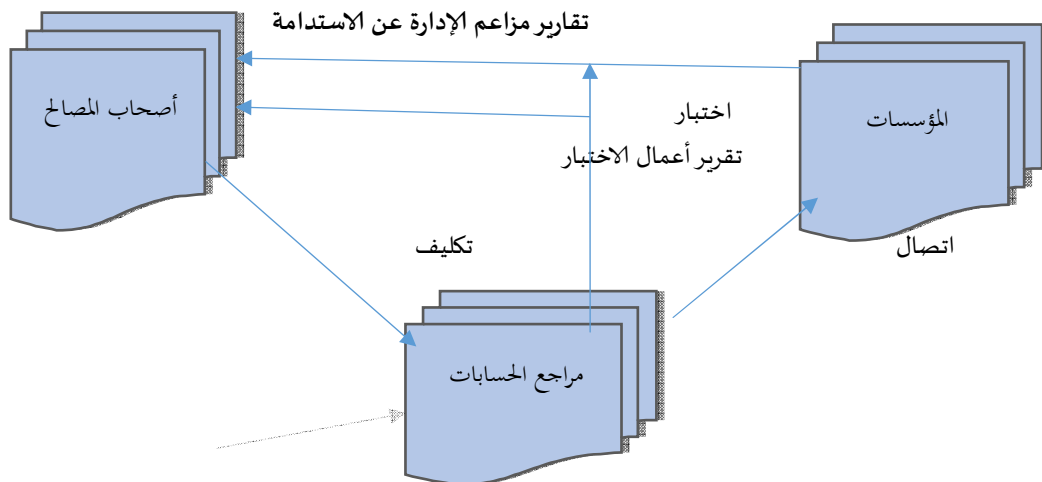 تقارير مزاعم الإدارة عن الاستدامة
أصحاب المصالح
اختبار
المؤسسات
تقرير أعمال الاختبار
تكليف
اتصال
مراجع الحسابات